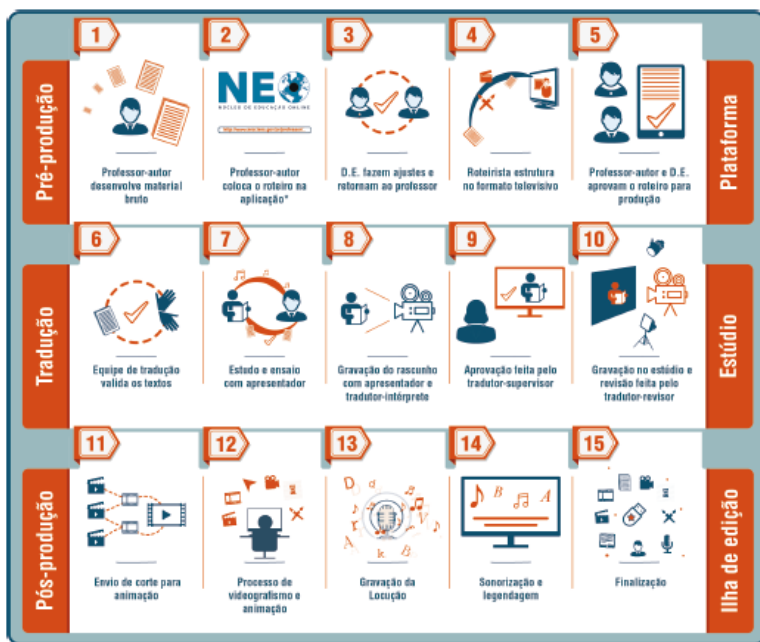 1
2
3
4
5
Pré-produção
NEO
NÚCLEO DE EDUCAÇÃO ONLINE
Professor-autor
desenvolve material
bruto
Professor-autor
coloca o roteiro na
aplicação*
D.E. fazem ajustes e
retornam ao professor
Roteirista estrutura
no formato televisivo
Professor-autor e D.E.
aprovam o roteiro para
produção
Plataforma
6
7
8
9
10
Tradução
Equipe de tradução
valida os textos
Estudo e ensaio
com apresentador
Gravação do rascunho
com apresentador e
tradutor-intérprete
Aprovação feita pelo
tradutor-supervisor
Gravação no estúdio e
revisão feita pelo
tradutor-revisor
Estúdio
11
12
13
14
15
Pós-produção
Envio de corte para
animação
Processo de
videografismo e
animação
D
d
A
k
B
Gravação da
Locução
B
A
Sonorização e
legendagem
Finalização
Ilha de edição